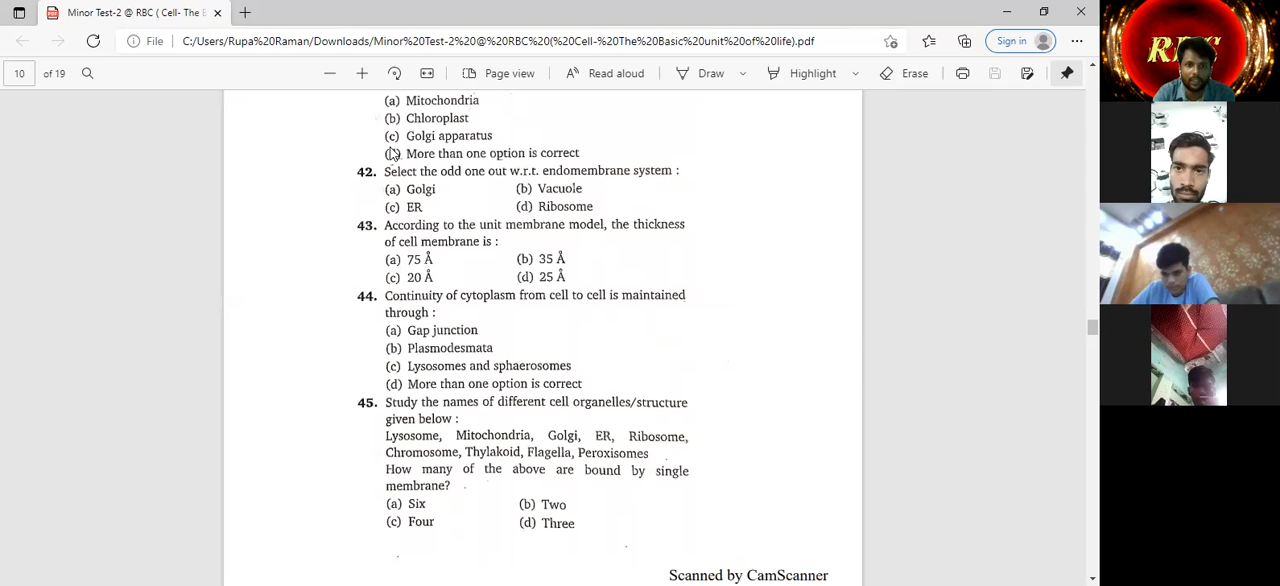 Minor Test-2 @ RBC ( Cell- The B
File C:/Users/Rupa%20Raman/Downloads/Minor%20Test-2%20@%20RBC%20(%20Cell-%20The%20Basic%20unit%20of%20life).pdf
Sign in
10 of 19
Page view
Read aloud
Draw
Highlight
Erase
(a) Mitochondria
(b) Chloroplast
(c) Golgi apparatus
(d) More than one option is correct
42. Select the odd one out w.r.t. endomembrane system :
(a) Golgi (b) Vacuole
(c) ER (d) Ribosome
43. According to the unit membrane model, the thickness
of cell membrane is :
(a) 75 Å (b) 35 Å
(c) 20 Å (d) 25 Å
44. Continuity of cytoplasm from cell to cell is maintained
through :
(a) Gap junction
(b) Plasmodesmata
(c) Lysosomes and sphaerosomes
(d) More than one option is correct
45. Study the names of different cell organelles/structure
given below :
Lysosome, Mitochondria, Golgi, ER, Ribosome,
Chromosome, Thylakoid, Flagella, Peroxisomes
How many of the above are bound by single
membrane?
(a) Six (b) Two
(c) Four (d) Three
Scanned by CamScanner
RBC